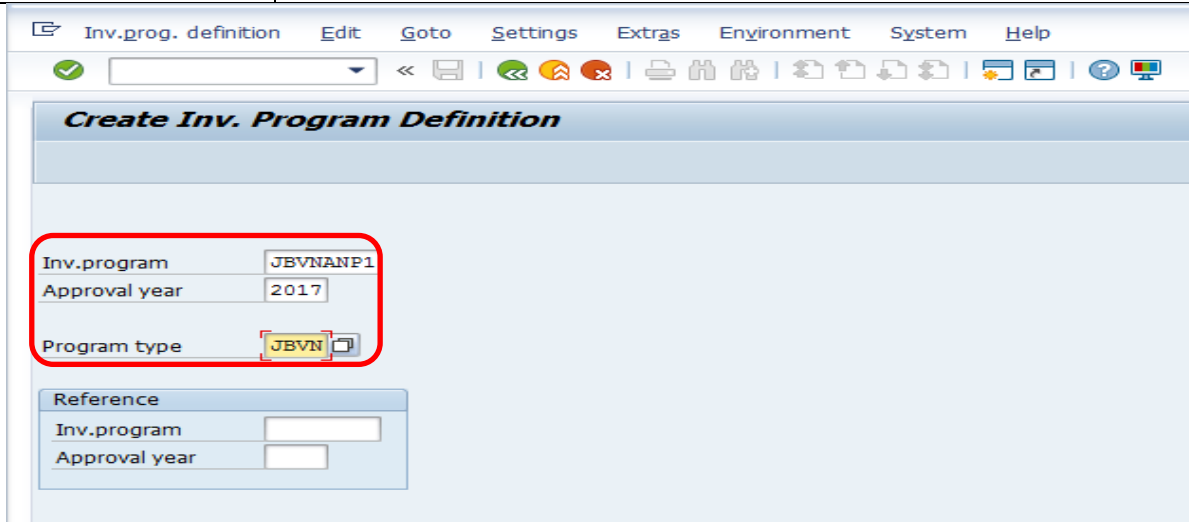 Inv.prog. definition Edit Goto Settings Extras Environment System Help
Create Inv. Program Definition
Inv.program JBVNANP1
Approval year 2017
Program type JBVN
Reference
Inv.program
Approval year